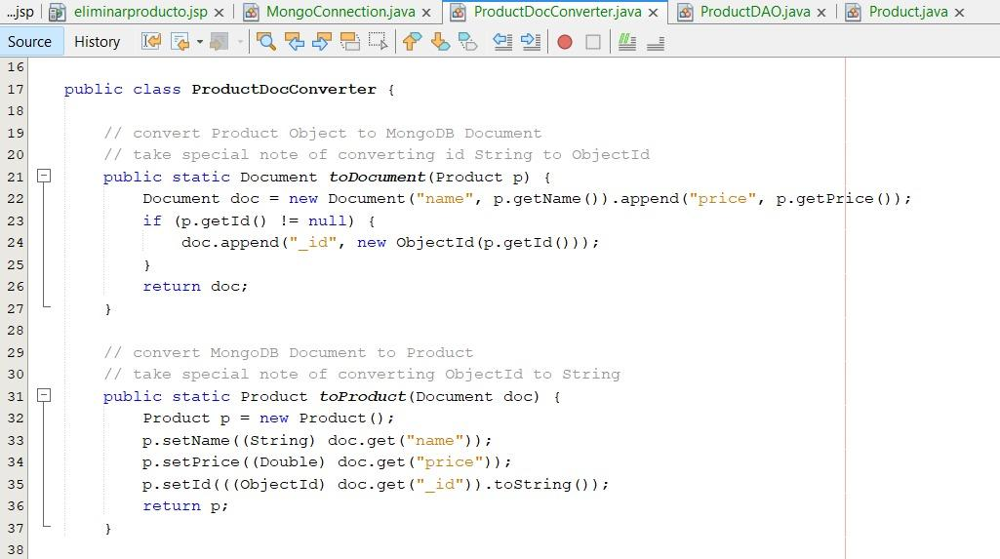 ...jsp eliminarproducto.jsp MongoConnection.java ProductDocConverter.java ProductDAO.java Product.java
Source History
16
17 public class ProductDocConverter {
18
19 // convert Product Object to MongoDB Document
20 // take special note of converting id String to ObjectId
21 public static Document toDocument(Product p) {
22 Document doc = new Document("name", p.getName()).append("price", p.getPrice());
23 if (p.getId() != null) {
24 doc.append("_id", new ObjectId(p.getId()));
25 }
26 return doc;
27 }
28
29 // convert MongoDB Document to Product
30 // take special note of converting ObjectId to String
31 public static Product toProduct(Document doc) {
32 Product p = new Product();
33 p.setName((String) doc.get("name"));
34 p.setPrice((Double) doc.get("price"));
35 p.setId(((ObjectId) doc.get("_id")).toString());
36 return p;
37 }
38